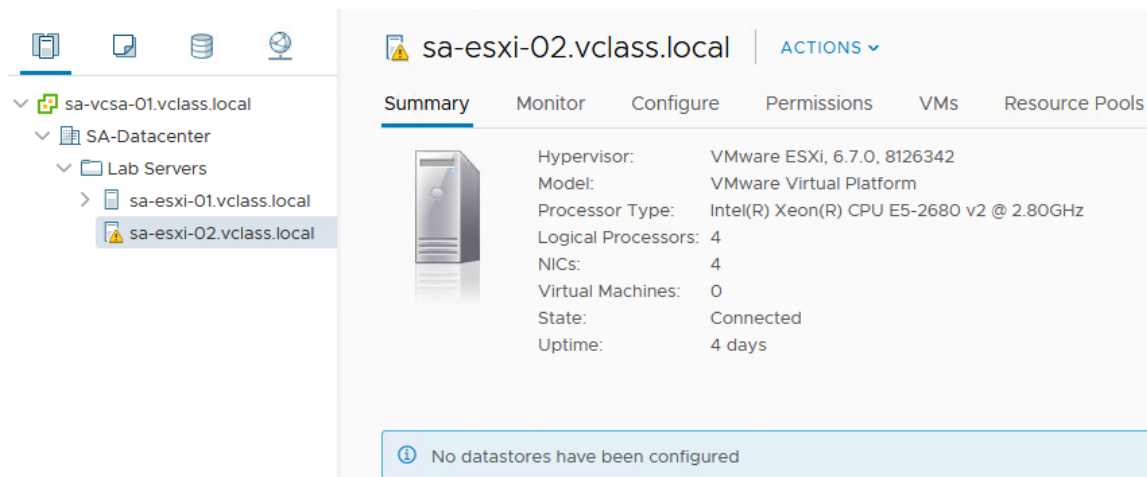 sa-vcsa-01.vclass.local
SA-Datacenter
Lab Servers
sa-esxi-01.vclass.local
sa-esxi-02.vclass.local
sa-esxi-02.vclass.local ACTIONS
Summary Monitor Configure Permissions VMs Resource Pools
Hypervisor: VMware ESXi, 6.7.0, 8126342
Model: VMware Virtual Platform
Processor Type: Intel(R) Xeon(R) CPU E5-2680 v2 @ 2.80GHz
Logical Processors: 4
NICs: 4
Virtual Machines: 0
State: Connected
Uptime: 4 days
No datastores have been configured